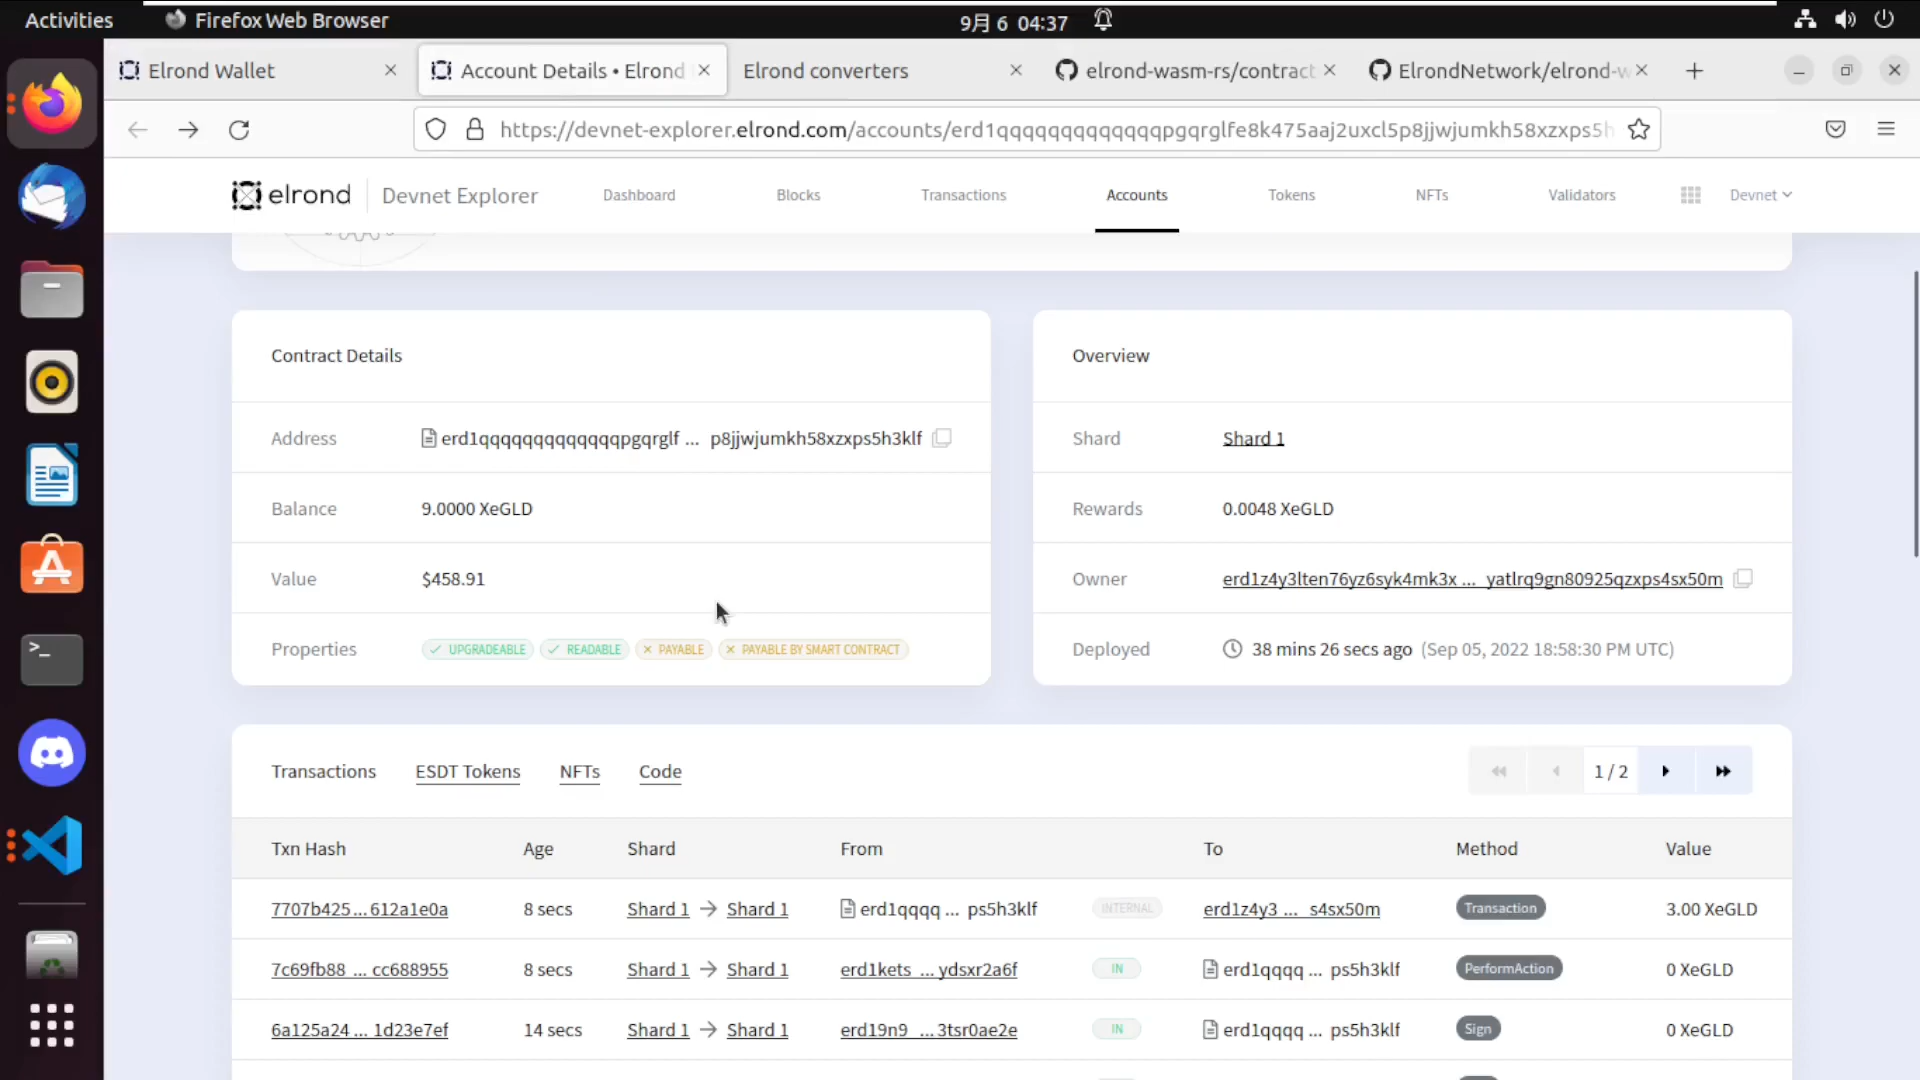 Activities
Firefox Web Browser
9月 6 04:37
Elrond Wallet
Account Details • Elrond
Elrond converters
elrond-wasm-rs/contract
ElrondNetwork/elrond-w
https://devnet-explorer.elrond.com/accounts/erd1qqqqqqqqqqqqqpgqrglfe8k475aaj2uxcl5p8jjwjumkh58xzxps5h
elrond
Devnet Explorer
Dashboard
Blocks
Transactions
Accounts
Tokens
NFTs
Validators
Devnet
Contract Details
Address
erd1qqqqqqqqqqqqqpgqrglf ... p8jjwjumkh58xzxps5h3klf
Balance
9.0000 XeGLD
Value
$458.91
Properties
UPGRADEABLE
READABLE
PAYABLE
PAYABLE BY SMART CONTRACT
Overview
Shard
Shard 1
Rewards
0.0048 XeGLD
Owner
erd1z4y3lten76yz6syk4mk3x ... yatlrq9gn80925qzxps4sx50m
Deployed
38 mins 26 secs ago (Sep 05, 2022 18:58:30 PM UTC)
Transactions
ESDT Tokens
NFTs
Code
1 / 2
Txn Hash Age Shard From To Method Value
7707b425 ... 612a1e0a 8 secs Shard 1 → Shard 1 erd1qqqq ... ps5h3klf INTERNAL erd1z4y3 ... s4sx50m Transaction 3.00 XeGLD
7c69fb88 ... cc688955 8 secs Shard 1 → Shard 1 erd1kets ... ydsxr2a6f IN erd1qqqq ... ps5h3klf PerformAction 0 XeGLD
6a125a24 ... 1d23e7ef 14 secs Shard 1 → Shard 1 erd19n9 ... 3tsr0ae2e IN erd1qqqq ... ps5h3klf Sign 0 XeGLD